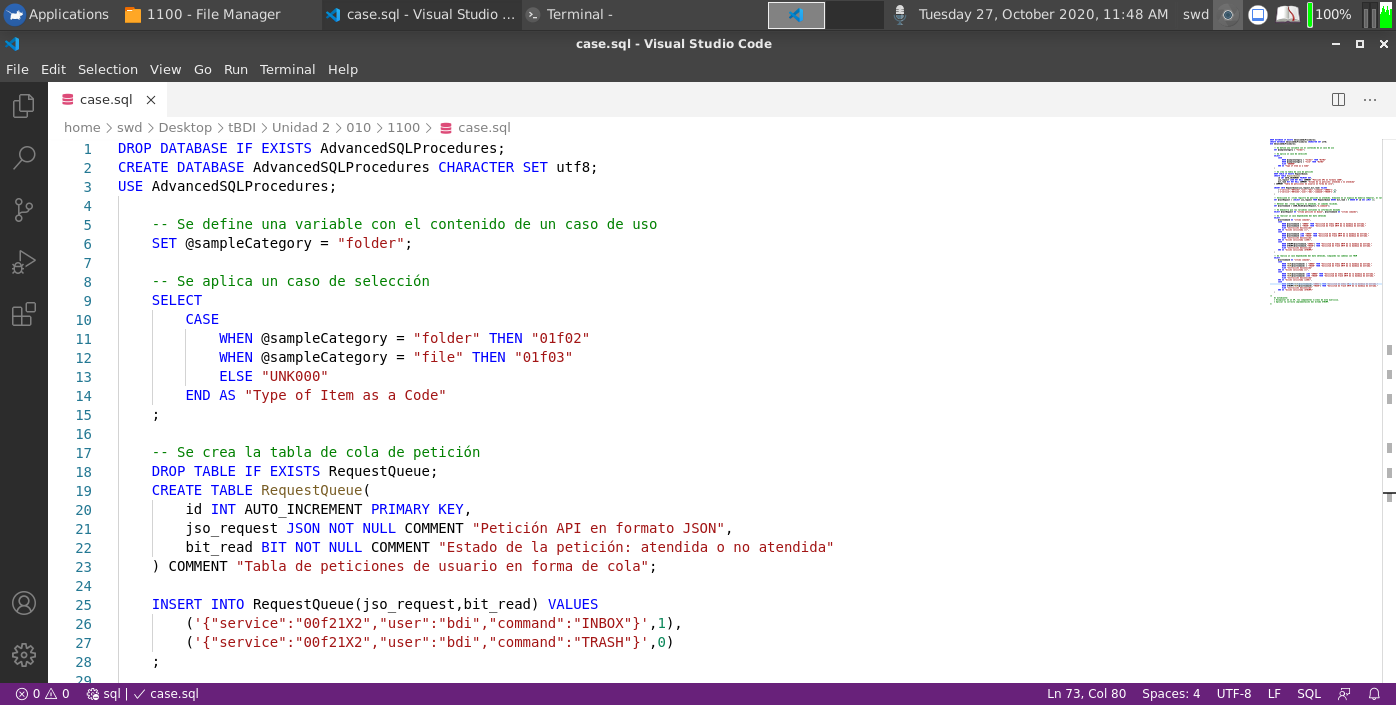 Applications 1100 - File Manager case.sql - Visual Studio ... Terminal - Tuesday 27, October 2020, 11:48 AM swd 100%
case.sql - Visual Studio Code
File Edit Selection View Go Run Terminal Help
case.sql
home > swd > Desktop > tBDI > Unidad 2 > 010 > 1100 > case.sql
1 DROP DATABASE IF EXISTS AdvancedSQLProcedures;
2 CREATE DATABASE AdvancedSQLProcedures CHARACTER SET utf8;
3 USE AdvancedSQLProcedures;
4
5 -- Se define una variable con el contenido de un caso de uso
6 SET @sampleCategory = "folder";
7
8 -- Se aplica un caso de selección
9 SELECT
10 CASE
11 WHEN @sampleCategory = "folder" THEN "01f02"
12 WHEN @sampleCategory = "file" THEN "01f03"
13 ELSE "UNK000"
14 END AS "Type of Item as a Code"
15 ;
16
17 -- Se crea la tabla de cola de petición
18 DROP TABLE IF EXISTS RequestQueue;
19 CREATE TABLE RequestQueue(
20 id INT AUTO_INCREMENT PRIMARY KEY,
21 jso_request JSON NOT NULL COMMENT "Petición API en formato JSON",
22 bit_read BIT NOT NULL COMMENT "Estado de la petición: atendida o no atendida"
23 ) COMMENT "Tabla de peticiones de usuario en forma de cola";
24
25 INSERT INTO RequestQueue(jso_request,bit_read) VALUES
26 ('{"service":"00f21X2","user":"bdi","command":"INBOX"}',1),
27 ('{"service":"00f21X2","user":"bdi","command":"TRASH"}',0)
28 ;
29
0 0 sql | case.sql Ln 73, Col 80 Spaces: 4 UTF-8 LF SQL